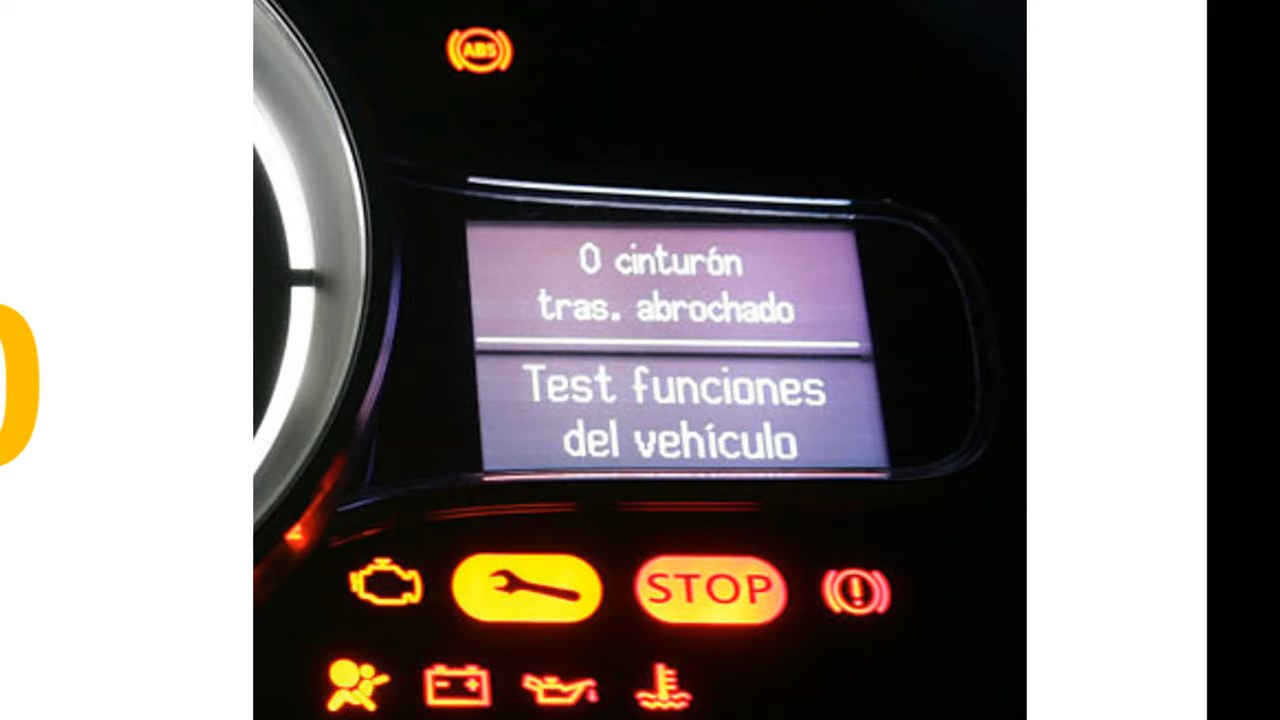 ABS
0 cinturón
tras. abrochado
Test funciones
del vehículo
STOP